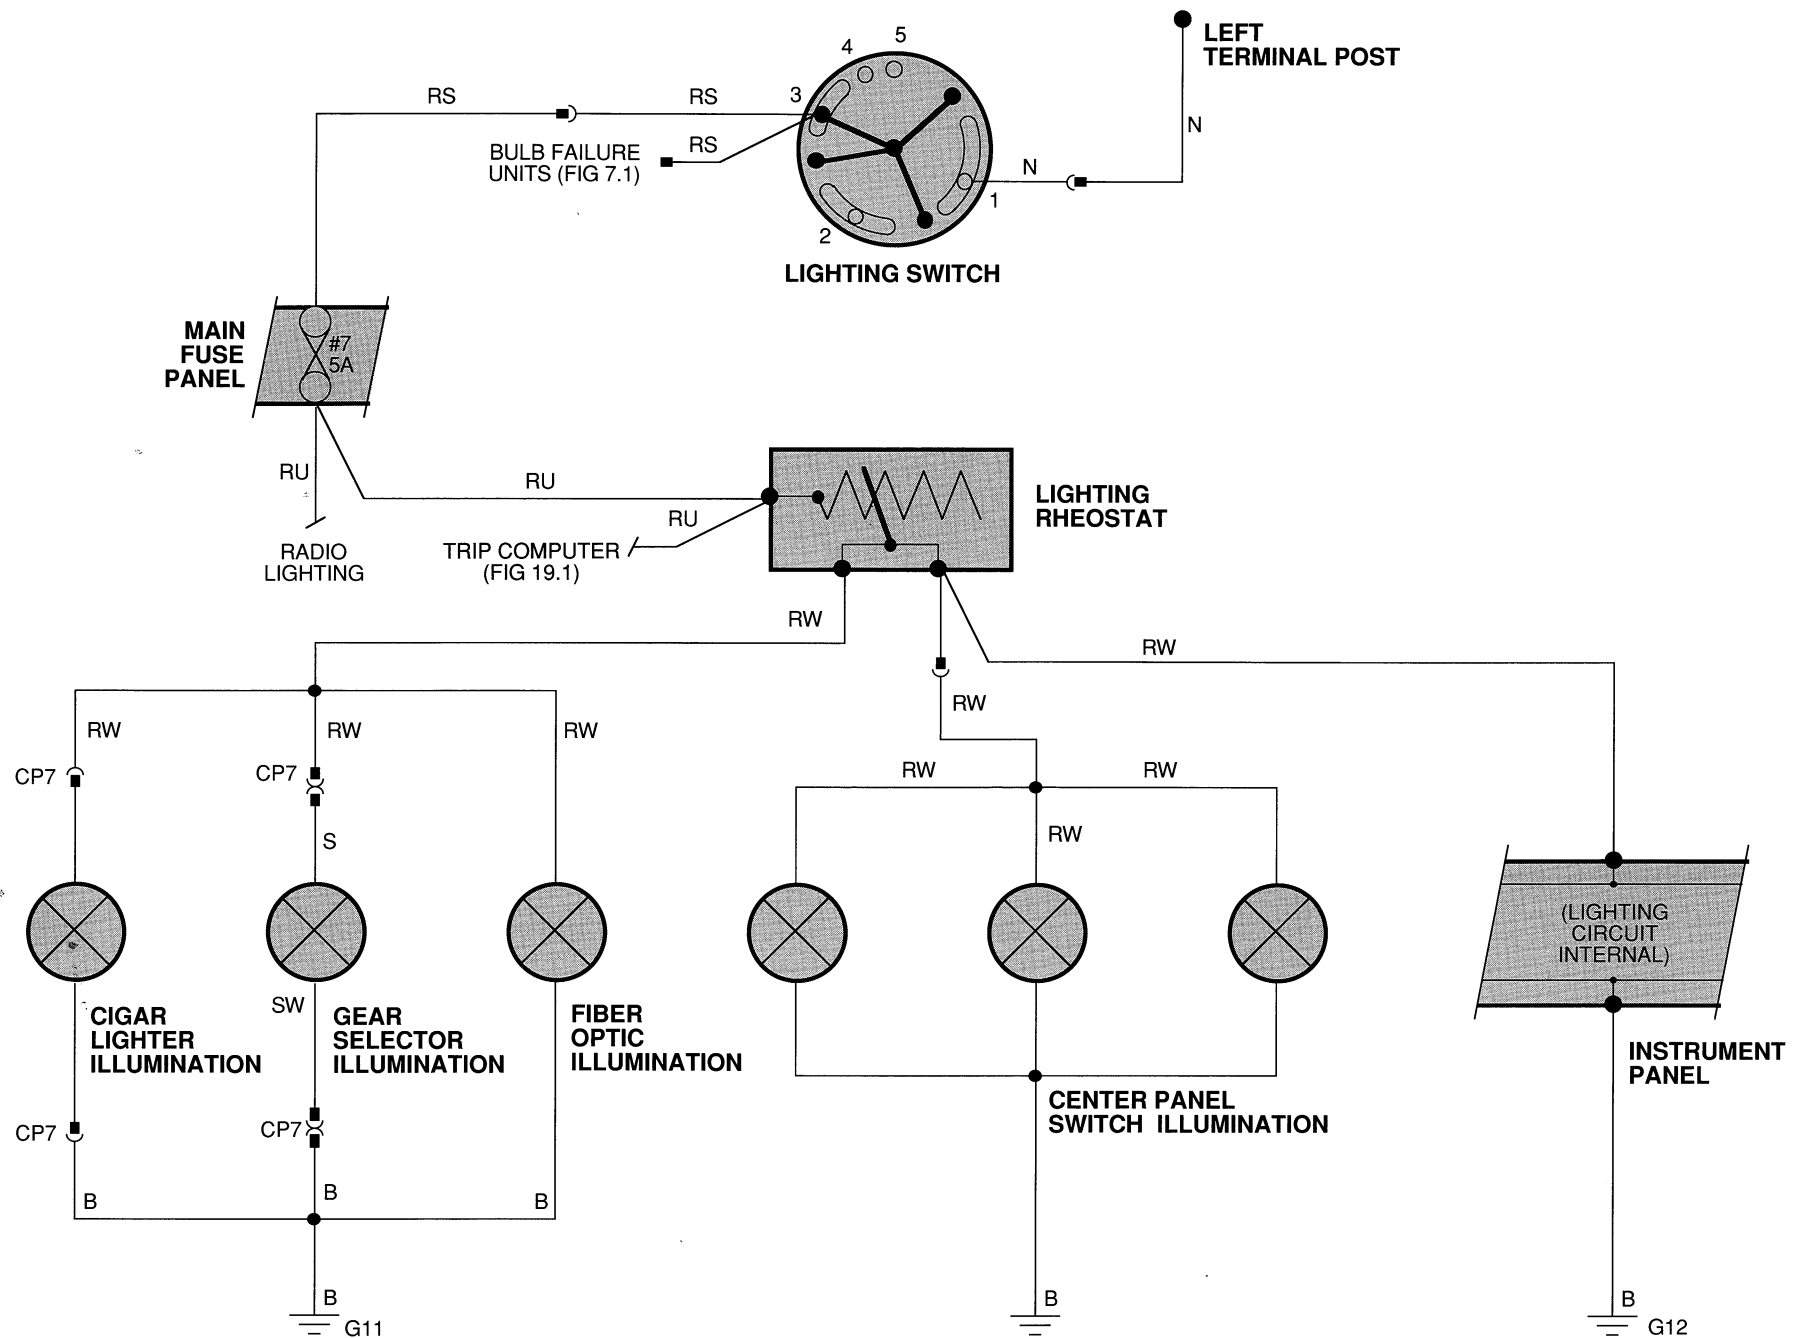 5
4
LEFT
TERMINAL POST
RS
RS
3
N
BULB FAILURE
UNITS (FIG 7.1)
RS
N
1
2
LIGHTING SWITCH
MAIN
FUSE
PANEL
#7
5A
RU
RU
RU
LIGHTING
RHEOSTAT
RADIO
LIGHTING
TRIP COMPUTER
(FIG 19.1)
RW
RW
RW
RW
RW
RW
CP7
CP7
RW
RW
RW
S
(LIGHTING
CIRCUIT
INTERNAL)
CIGAR
LIGHTER
ILLUMINATION
SW
GEAR
SELECTOR
ILLUMINATION
FIBER
OPTIC
ILLUMINATION
INSTRUMENT
PANEL
CENTER PANEL
SWITCH ILLUMINATION
CP7
CP7
B
B
B
B
G11
B
B
G12